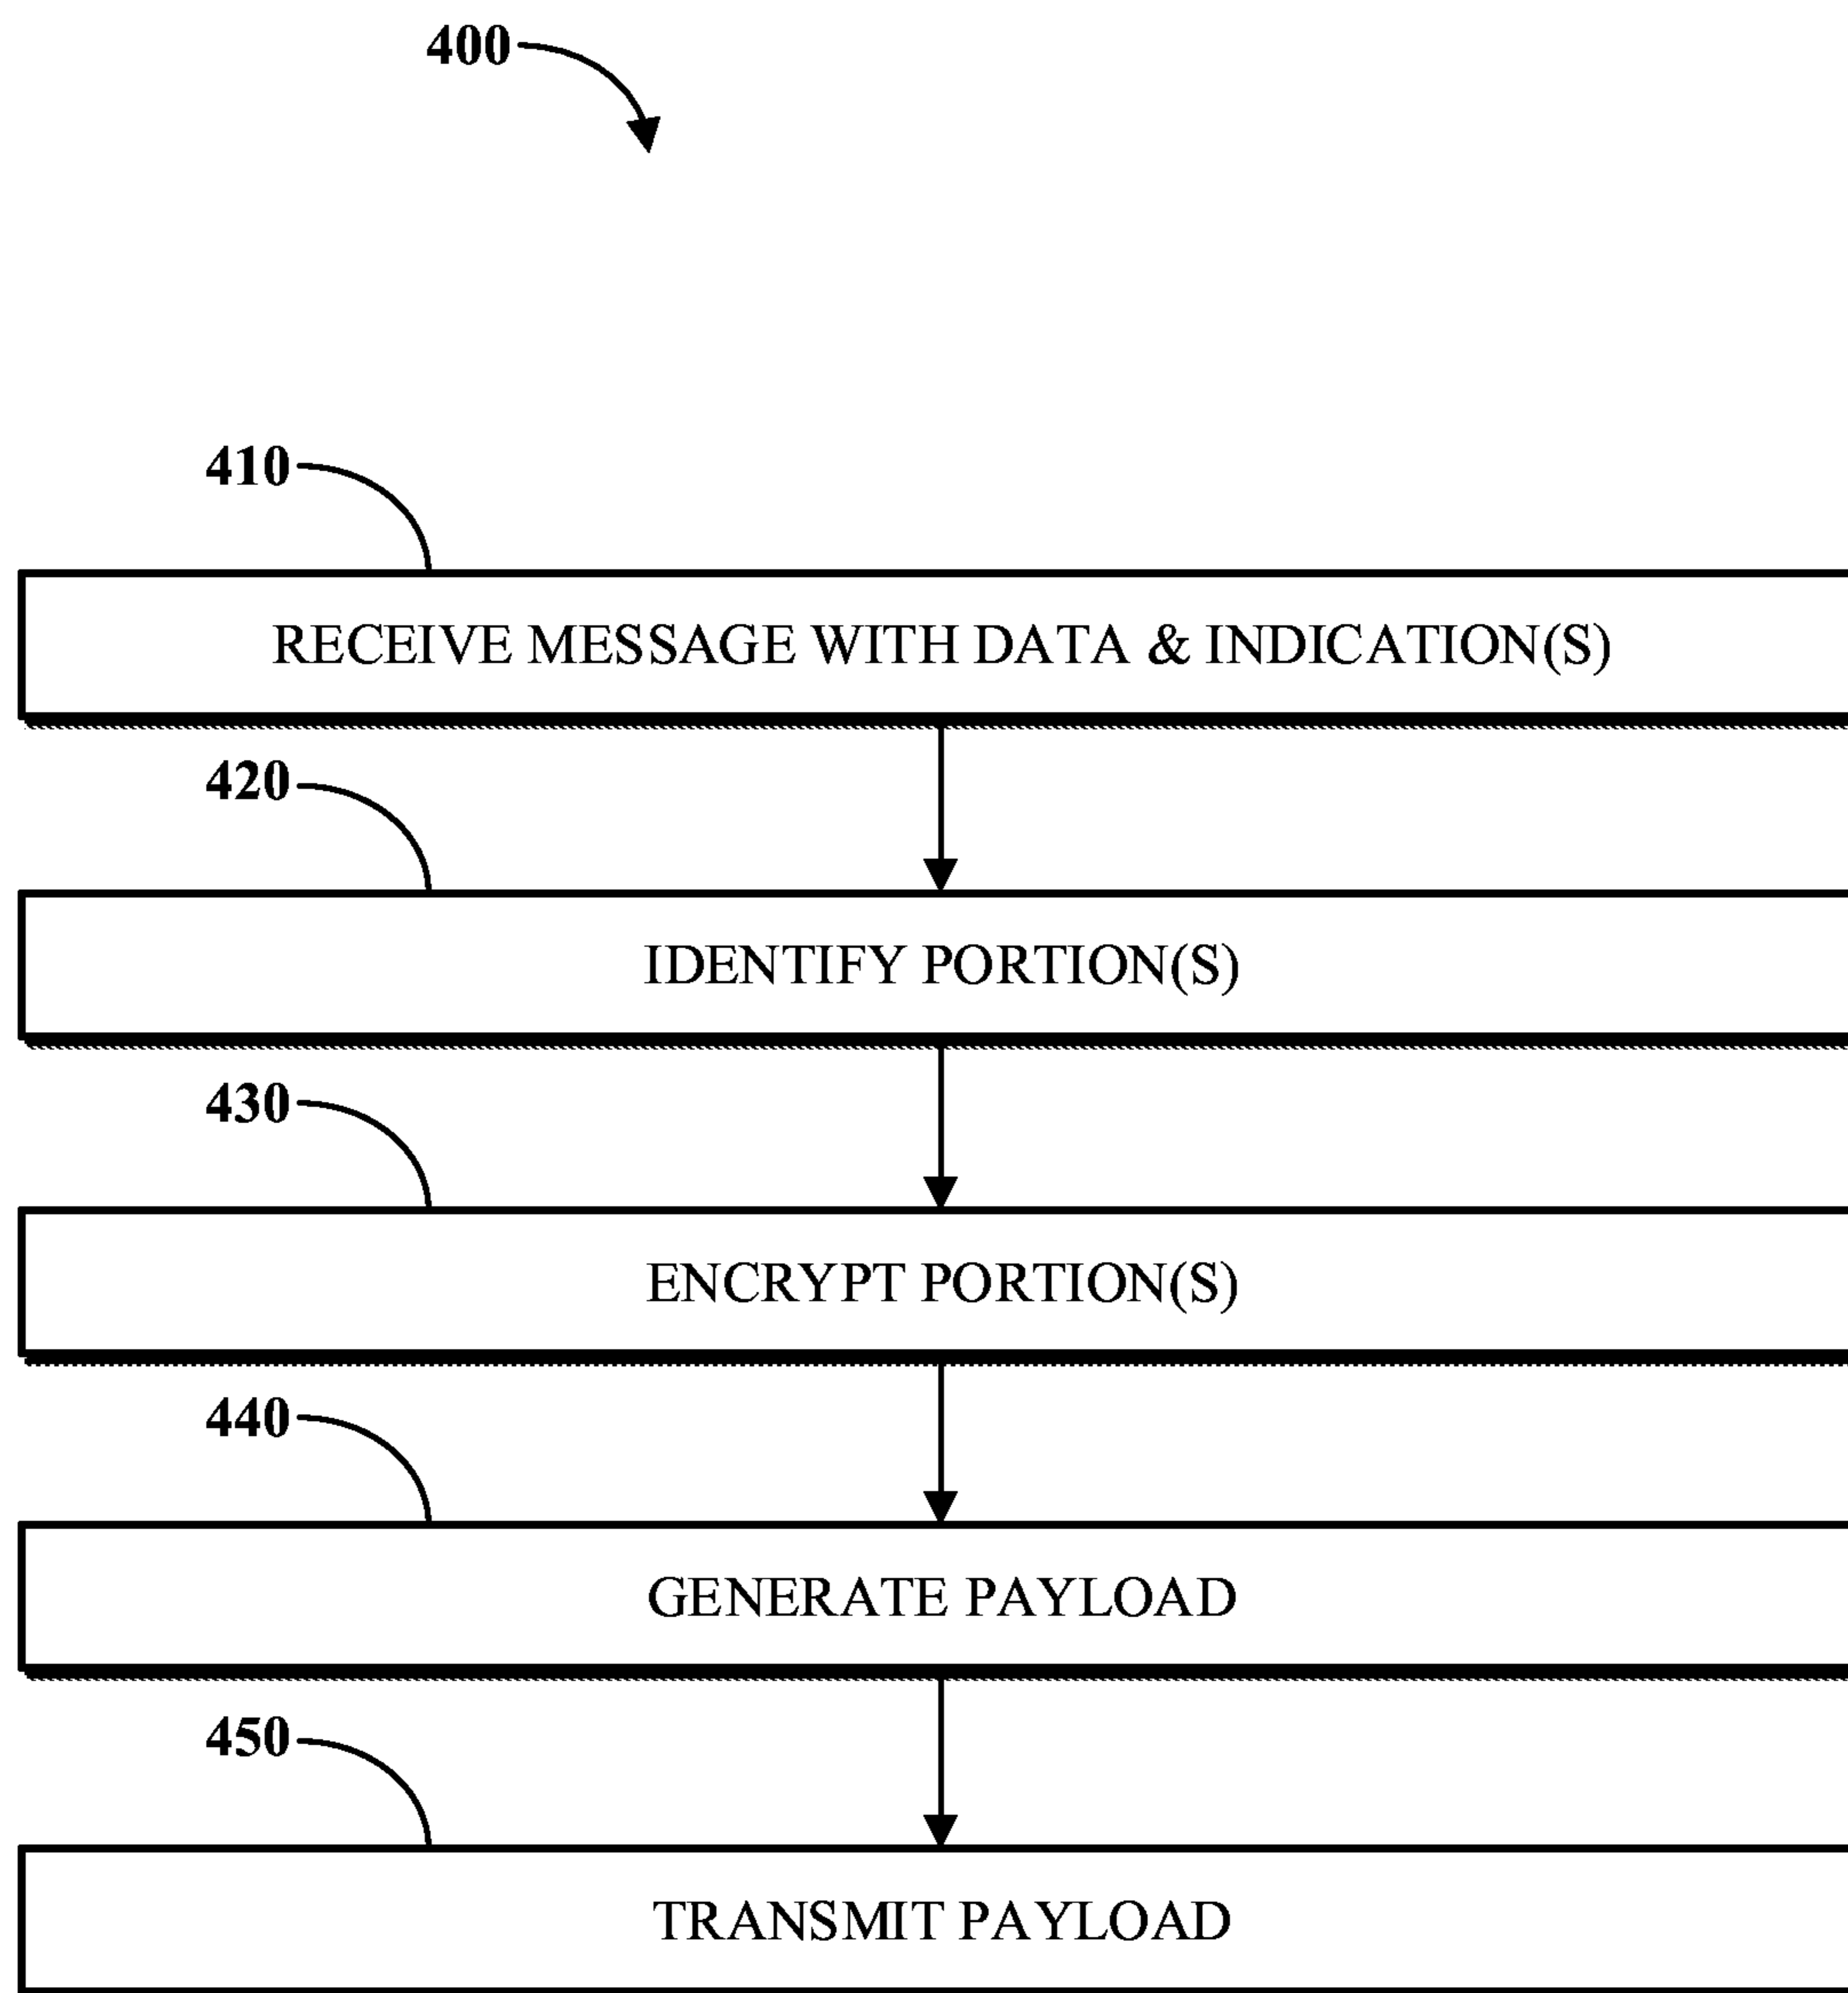 400
410
RECEIVE MESSAGE WITH DATA & INDICATION(S)
420
IDENTIFY PORTION(S)
430
ENCRYPT PORTION(S)
440
GENERATE PAYLOAD
450
TRANSMIT PAYLOAD